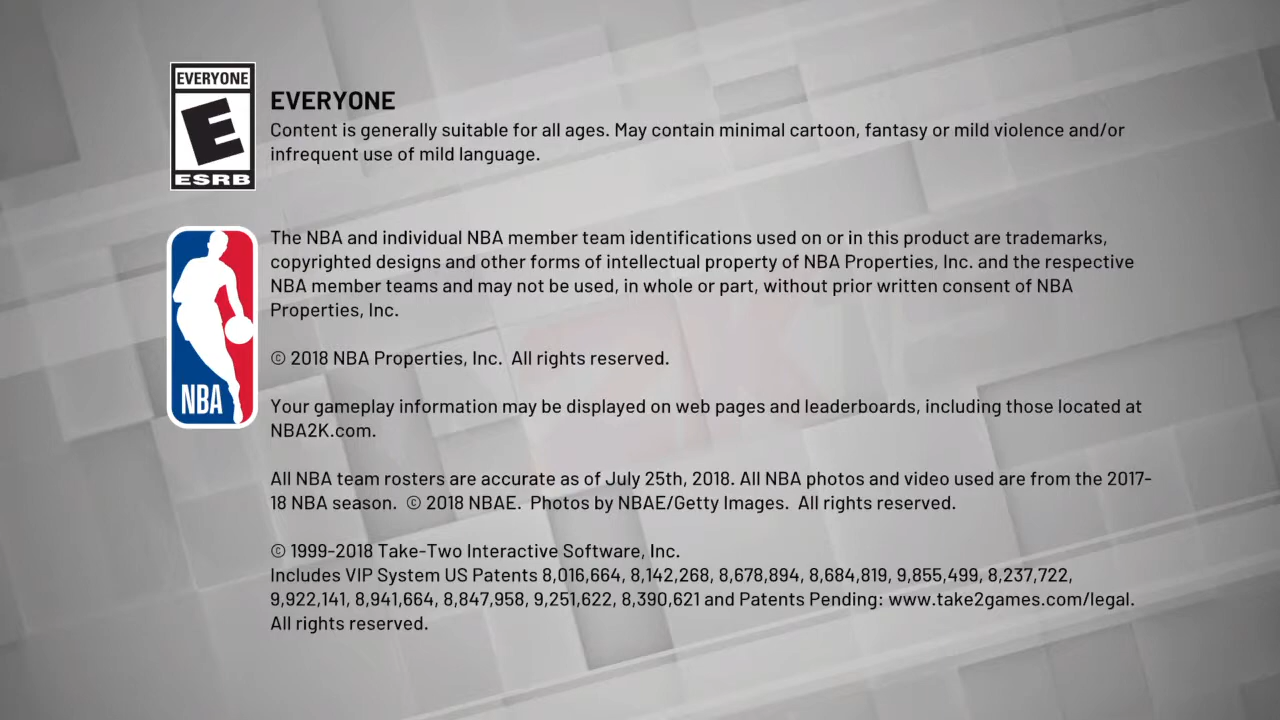 EVERYONE
E
ESRB
EVERYONE
Content is generally suitable for all ages. May contain minimal cartoon, fantasy or mild violence and/or
infrequent use of mild language.
The NBA and individual NBA member team identifications used on or in this product are trademarks,
copyrighted designs and other forms of intellectual property of NBA Properties, Inc. and the respective
NBA member teams and may not be used, in whole or part, without prior written consent of NBA
Properties, Inc.
NBA
© 2018 NBA Properties, Inc.  All rights reserved.
Your gameplay information may be displayed on web pages and leaderboards, including those located at
NBA2K.com.
All NBA team rosters are accurate as of July 25th, 2018. All NBA photos and video used are from the 2017-
18 NBA season.  © 2018 NBAE.  Photos by NBAE/Getty Images.  All rights reserved.
© 1999-2018 Take-Two Interactive Software, Inc.
Includes VIP System US Patents 8,016,664, 8,142,268, 8,678,894, 8,684,819, 9,855,499, 8,237,722,
9,922,141, 8,941,664, 8,847,958, 9,251,622, 8,390,621 and Patents Pending: www.take2games.com/legal.
All rights reserved.